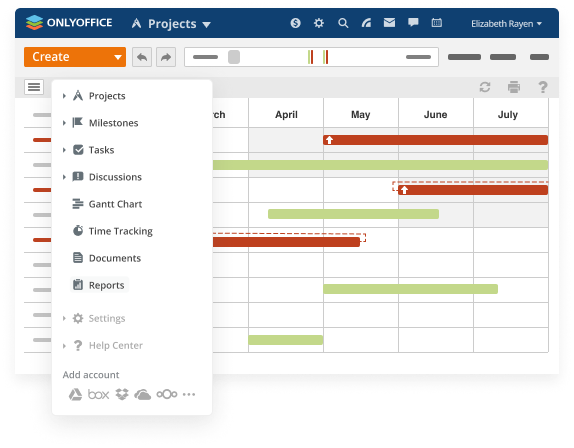 ONLYOFFICE Projects Elizabeth Rayen
Create
rch April May June July
Projects
Milestones
Tasks
Discussions
Gantt Chart
Time Tracking
Documents
Reports
Settings
Help Center
Add account
box